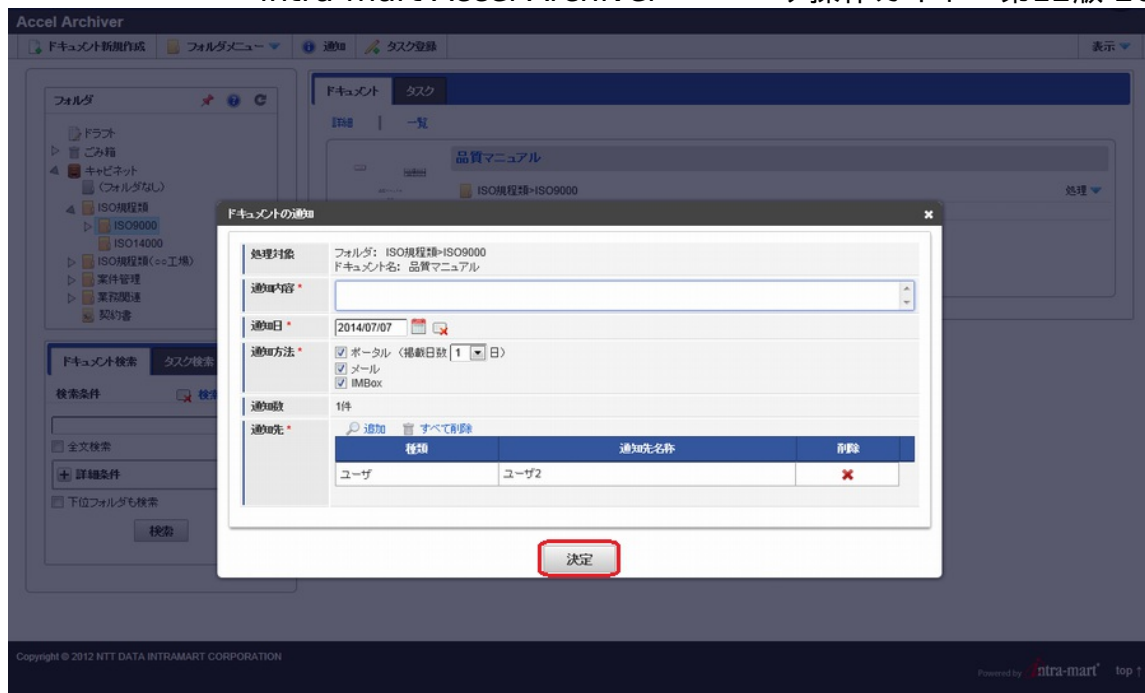 Accel Archiver
ドキュメント新規作成 フォルダメニュー 通知 タスク登録 表示
フォルダ
ドラフト
ごみ箱
キャビネット
(フォルダなし)
ISO規程類
ISO9000
ISO14000
ISO規程類(○○工場)
案件管理
業務関連
契約書
ドキュメント タスク
詳細 | 一覧
品質マニュアル
ISO規程類>ISO9000 処理
ドキュメント検索 タスク検索
検索条件
全文検索
詳細条件
下位フォルダも検索
検索
ドキュメントの通知
処理対象 フォルダ: ISO規程類>ISO9000
ドキュメント名: 品質マニュアル
通知内容 *
通知日 * 2014/07/07
通知方法 * ポータル (掲載日数 1 日)
メール
IMBox
通知数 1件
通知先 * 追加 すべて削除
種類 通知先名称 削除
ユーザ ユーザ2
決定
Copyright © 2012 NTT DATA INTRAMART CORPORATION
Powered by intra-mart top ↑